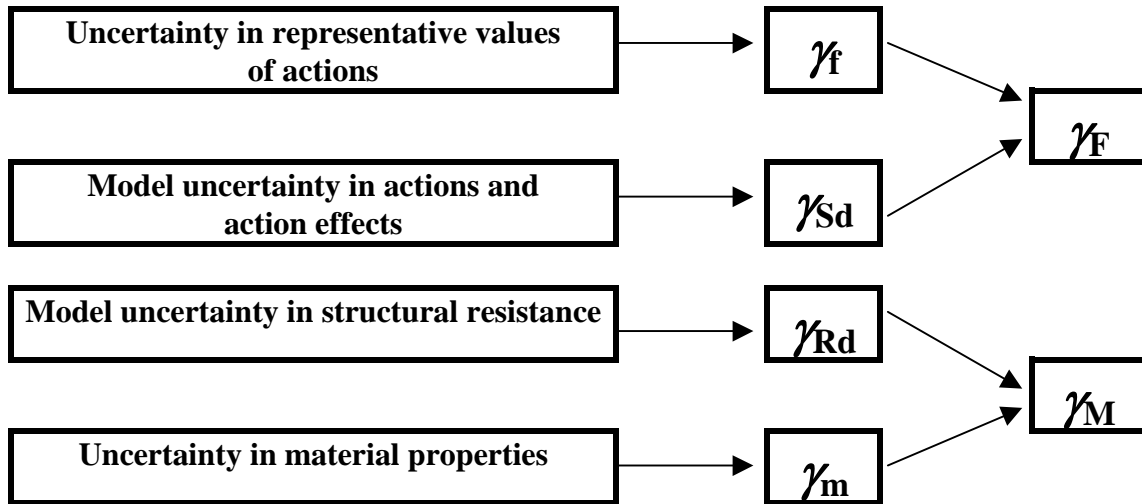 Uncertainty in representative values
of actions
γf
γF
Model uncertainty in actions and
action effects
γSd
Model uncertainty in structural resistance
γRd
γM
Uncertainty in material properties
γm